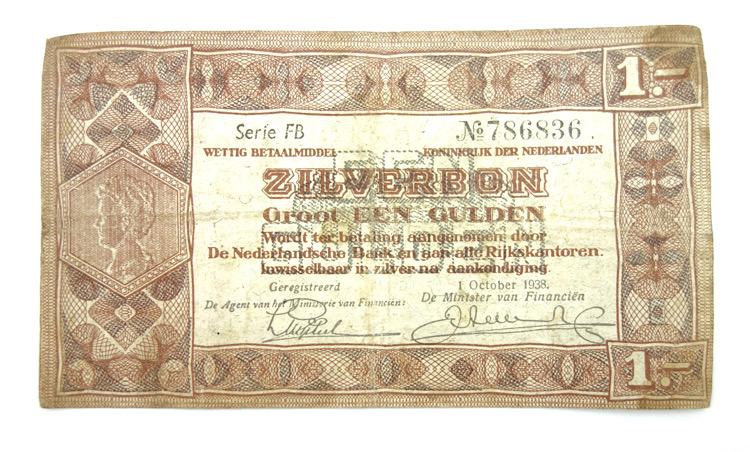 1.-
Serie FB № 786836
WETTIG BETAALMIDDEL KONINKRIJK DER NEDERLANDEN
ZILVERBON
Groot EEN GULDEN
Wordt ter betaling aangenomen door
De Nederlandsche Bank en aan alle Rijkskantoren.
Inwisselbaar in zilver na aankondiging.
Geregistreerd 1 October 1938.
De Agent van het Ministerie van Financiën: De Minister van Financiën
1.-